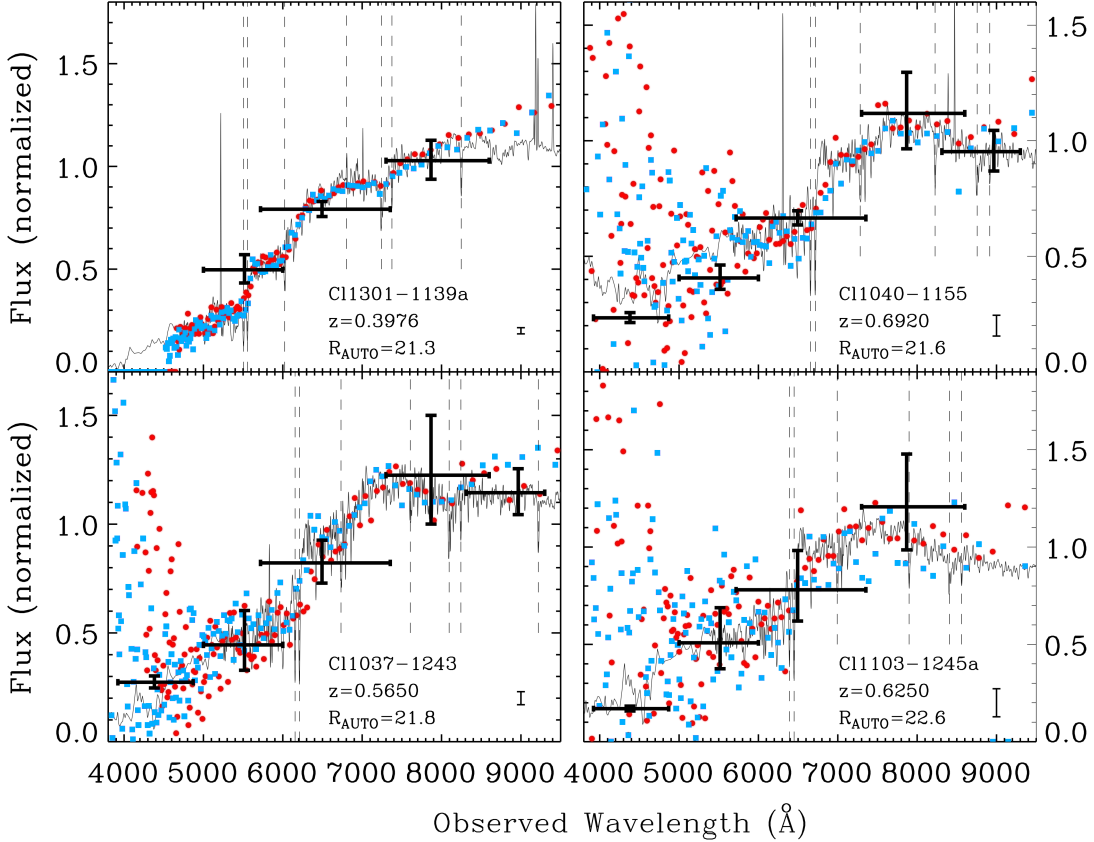 1.5
1.0
0.5
0.0
Flux (normalized)
Cl1301−1139a
z=0.3976
R_AUTO=21.3
1.5
1.0
0.5
0.0
Cl1040−1155
z=0.6920
R_AUTO=21.6
1.5
1.0
0.5
0.0
Flux (normalized)
Cl1037−1243
z=0.5650
R_AUTO=21.8
1.5
1.0
0.5
0.0
Cl1103−1245a
z=0.6250
R_AUTO=22.6
4000 5000 6000 7000 8000 9000
4000 5000 6000 7000 8000 9000
Observed Wavelength (Å)